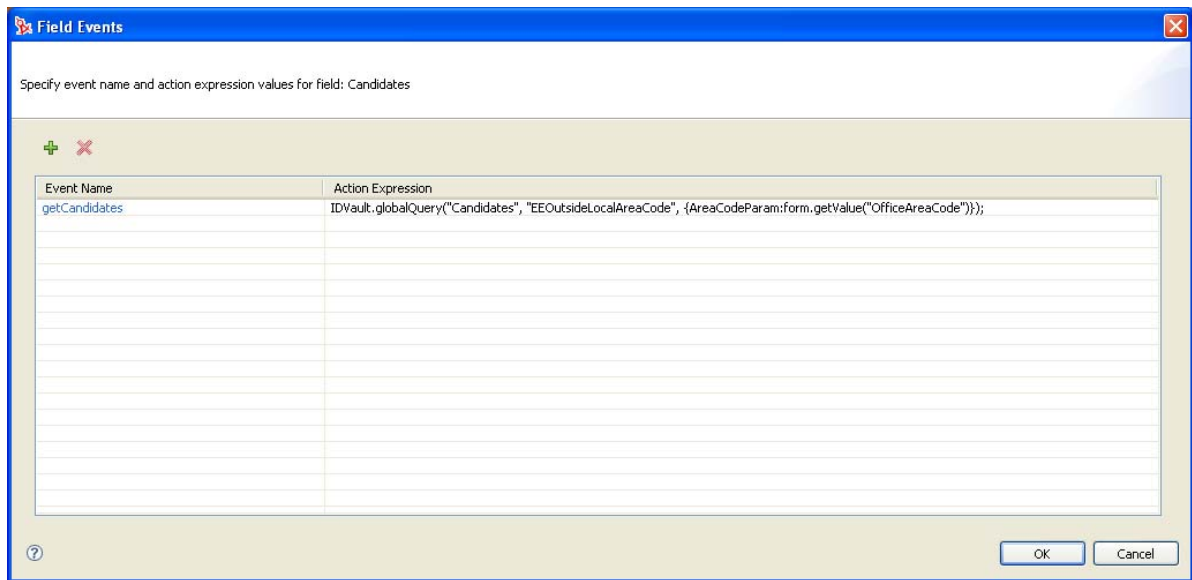 Field Events
Specify event name and action expression values for field: Candidates
Event Name Action Expression
getCandidates IDVault.globalQuery("Candidates", "EEOutsideLocalAreaCode", {AreaCodeParam:form.getValue("OfficeAreaCode")});
?
OK Cancel